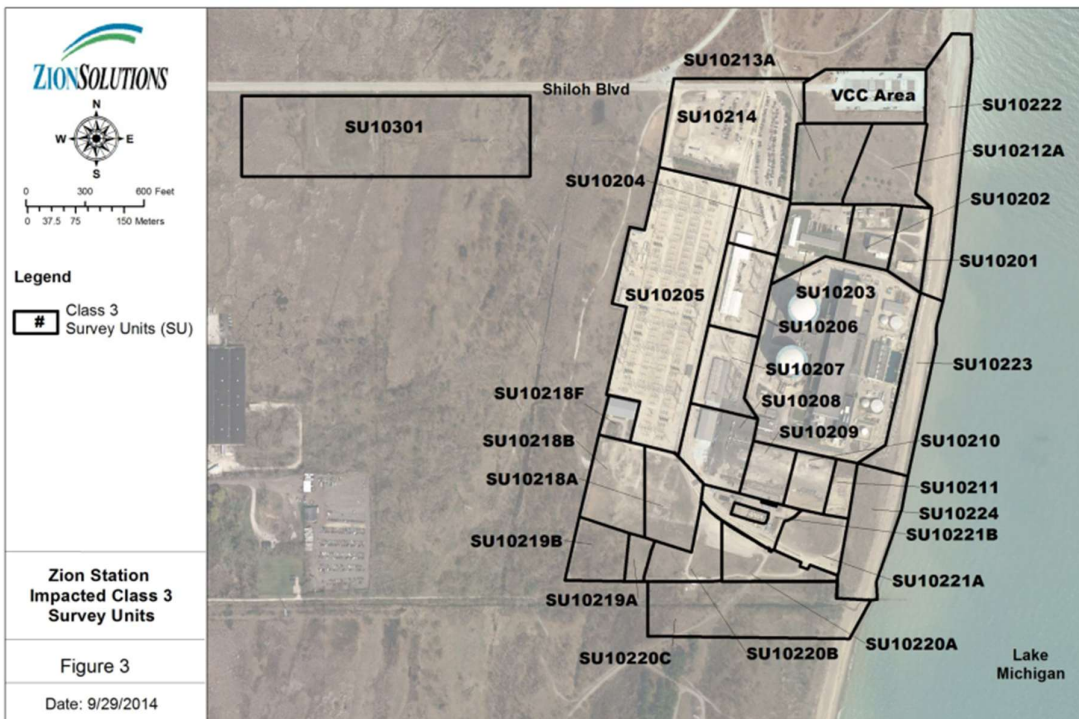 ZIONSOLUTIONS
N
W
E
S
0 300 600 Feet
0 37.5 75 150 Meters
Legend
#
Class 3
Survey Units (SU)
Zion Station
Impacted Class 3
Survey Units
Figure 3
Date: 9/29/2014
Shiloh Blvd
SU10301
SU10213A
VCC Area
SU10214
SU10222
SU10212A
SU10204
SU10202
SU10201
SU10205
SU10203
SU10206
SU10223
SU10207
SU10218F
SU10208
SU10209
SU10218B
SU10210
SU10218A
SU10211
SU10224
SU10219B
SU10221B
SU10221A
SU10219A
SU10220A
SU10220B
SU10220C
Lake
Michigan